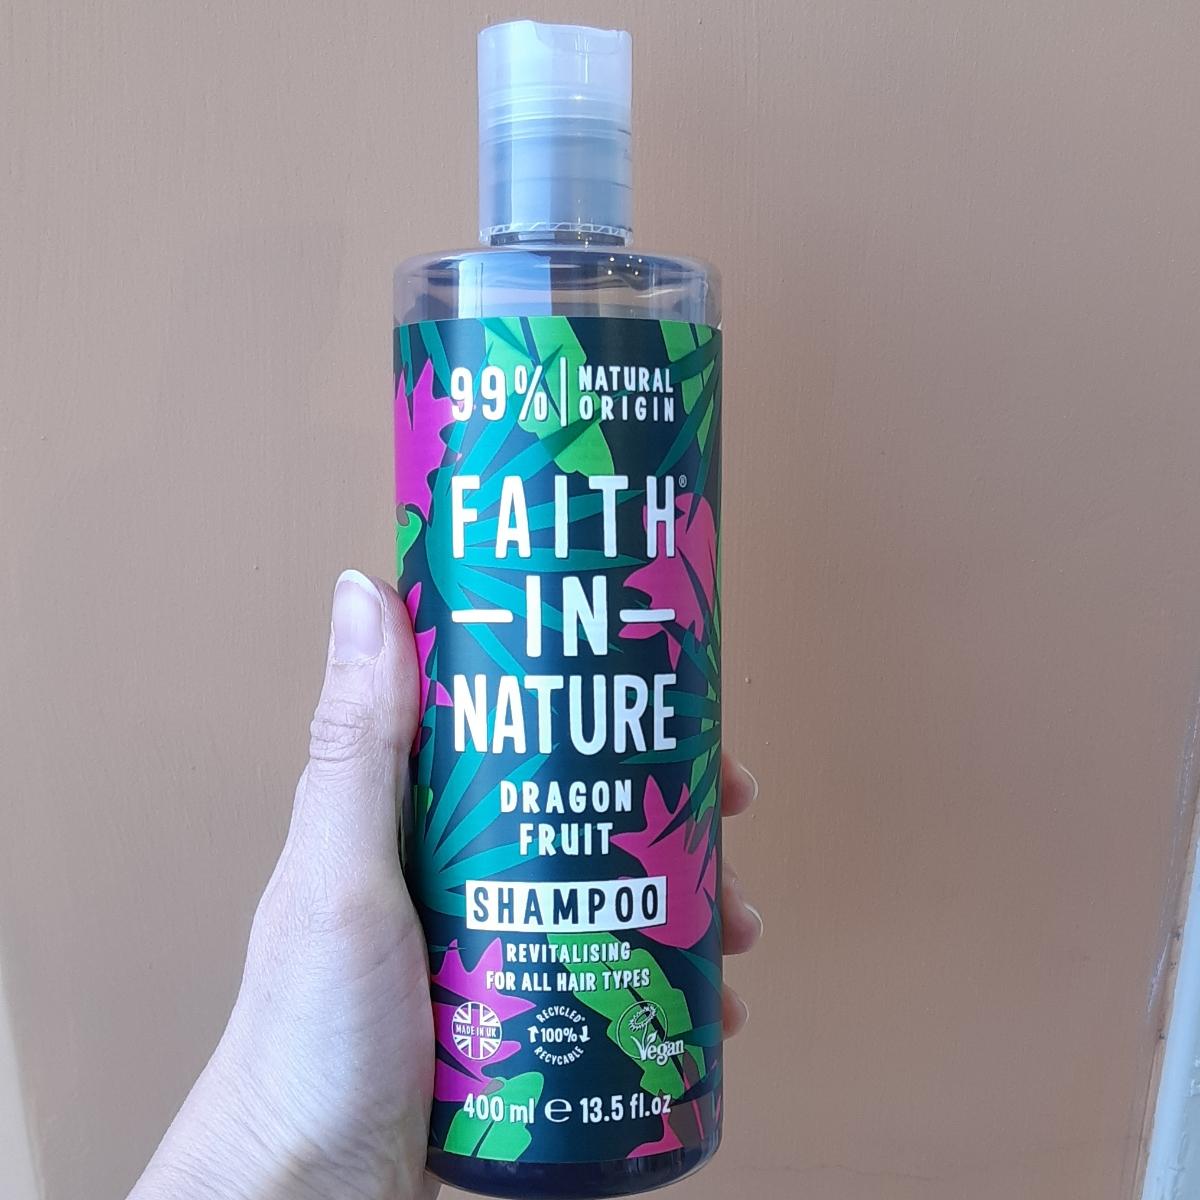 99% NATURAL
ORIGIN
FAITH®
-IN-
NATURE
DRAGON
FRUIT
SHAMPOO
REVITALISING
FOR ALL HAIR TYPES
MADE IN UK
RECYCLED*
100%
RECYCLABLE
Vegan
400 ml ℮ 13.5 fl.oz